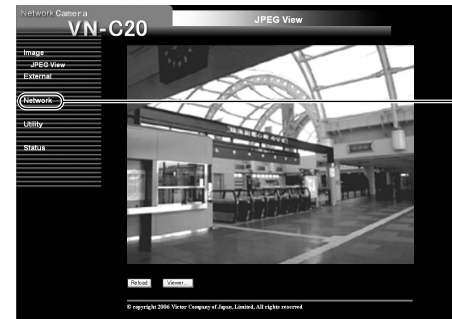 Network Camera
VN-C20
JPEG View
Image
JPEG View
External
Network
Utility
Status
Reload
Viewer...
© copyright 2006 Victor Company of Japan, Limited, All rights reserved